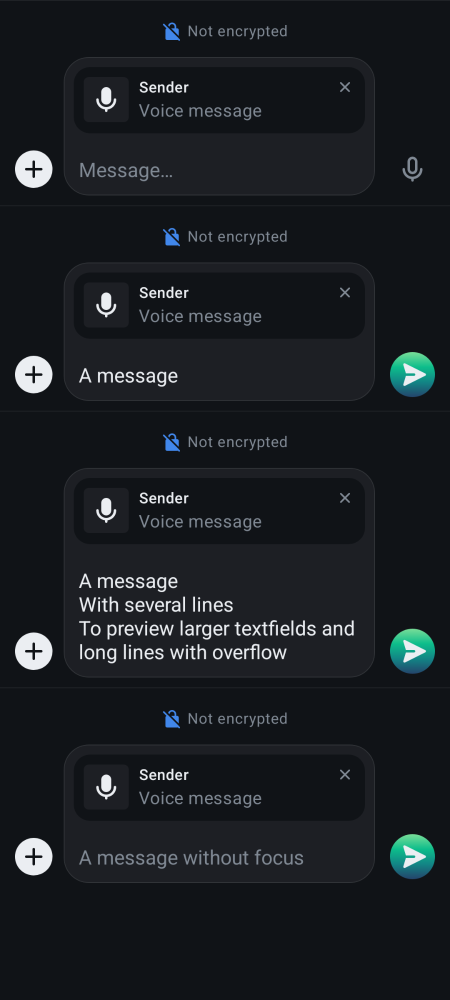 Not encrypted
Sender
Voice message
Message…
Not encrypted
Sender
Voice message
A message
Not encrypted
Sender
Voice message
A message
With several lines
To preview larger textfields and
long lines with overflow
Not encrypted
Sender
Voice message
A message without focus